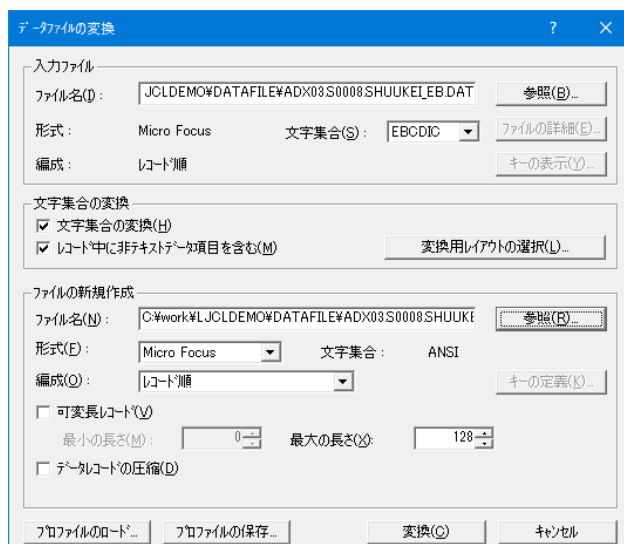 データファイルの変換 ? ×
入力ファイル
ファイル名(I): JCLDEMO¥DATAFILE¥ADX03.S0008.SHUUKEI_EB.DAT 参照(B)...
形式: Micro Focus 文字集合(S): EBCDIC ファイルの詳細(E)...
編成: レコード順 キーの表示(Y)...
文字集合の変換
文字集合の変換(H)
レコード中に非テキストデータ項目を含む(M) 変換用レイアウトの選択(L)...
ファイルの新規作成
ファイル名(N): C:¥work¥LJCLDEMO¥DATAFILE¥ADX03.S0008.SHUUKE 参照(R)...
形式(F): Micro Focus 文字集合: ANSI
編成(O): レコード順 キーの定義(K)...
可変長レコード(V)
最小の長さ(M): 0 最大の長さ(X): 128
データレコードの圧縮(D)
プロファイルのロード... プロファイルの保存... 変換(C) キャンセル